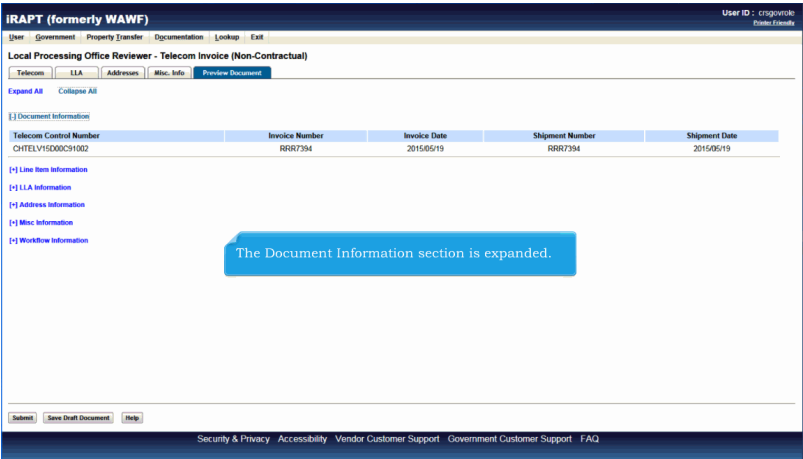 iRAPT (formerly WAWF)
User ID : crsgovrole
Printer Friendly
User Government Property Transfer Documentation Lookup Exit
Local Processing Office Reviewer - Telecom Invoice (Non-Contractual)
Telecom LLA Addresses Misc. Info Preview Document
Expand All Collapse All
[-] Document Information
Telecom Control Number Invoice Number Invoice Date Shipment Number Shipment Date
CHTELV15D00C91002 RRR7394 2015/05/19 RRR7394 2015/05/19
[+] Line Item Information
[+] LLA Information
[+] Address Information
[+] Misc Information
[+] Workflow Information
The Document Information section is expanded.
Submit Save Draft Document Help
Security & Privacy Accessibility Vendor Customer Support Government Customer Support FAQ